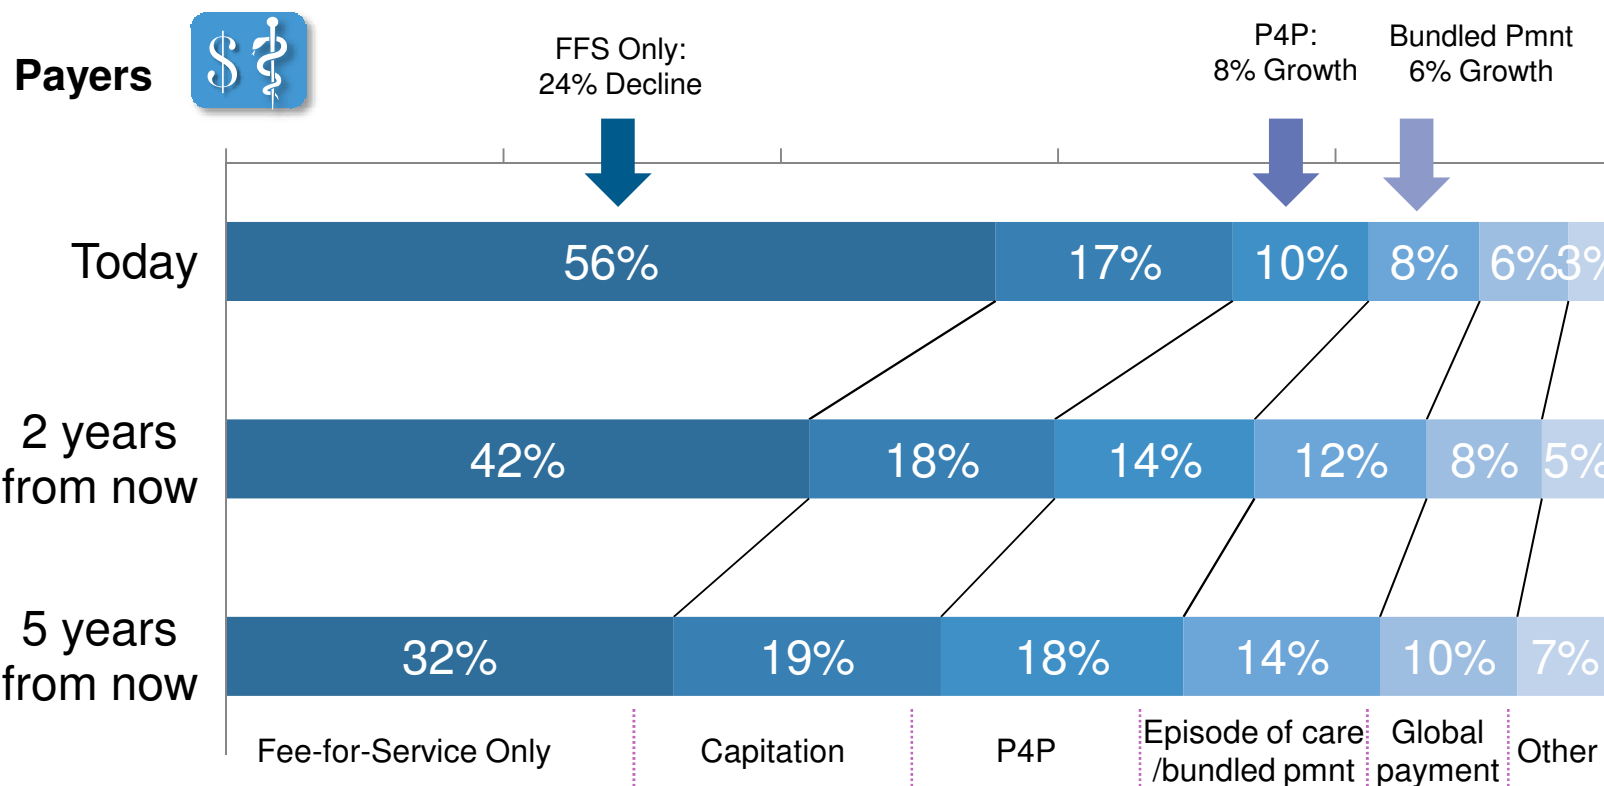 Payers
$
FFS Only:
24% Decline
P4P:
8% Growth
Bundled Pmnt
6% Growth
Today
56%
17%
10%
8%
6%
3%
2 years
from now
42%
18%
14%
12%
8%
5%
5 years
from now
32%
19%
18%
14%
10%
7%
Fee-for-Service Only
Capitation
P4P
Episode of care
/bundled pmnt
Global
payment
Other